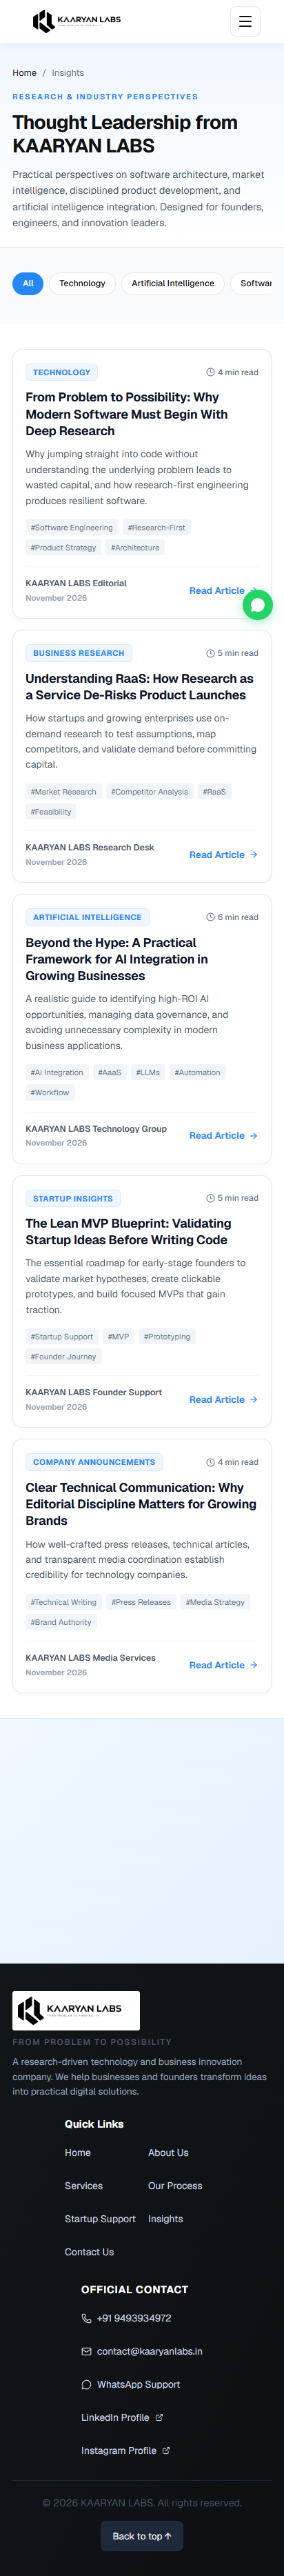 KAARYAN LABS
FROM PROBLEM TO POSSIBILITY
Home / Insights
RESEARCH & INDUSTRY PERSPECTIVES
Thought Leadership from
KAARYAN LABS
Practical perspectives on software architecture, market
intelligence, disciplined product development, and
artificial intelligence integration. Designed for founders,
engineers, and innovation leaders.
All Technology Artificial Intelligence Softwar
TECHNOLOGY 4 min read
From Problem to Possibility: Why
Modern Software Must Begin With
Deep Research
Why jumping straight into code without
understanding the underlying problem leads to
wasted capital, and how research-first engineering
produces resilient software.
#Software Engineering #Research-First
#Product Strategy #Architecture
KAARYAN LABS Editorial
November 2026
Read Article
BUSINESS RESEARCH 5 min read
Understanding RaaS: How Research as
a Service De-Risks Product Launches
How startups and growing enterprises use on-
demand research to test assumptions, map
competitors, and validate demand before committing
capital.
#Market Research #Competitor Analysis #RaaS
#Feasibility
KAARYAN LABS Research Desk
November 2026
Read Article →
ARTIFICIAL INTELLIGENCE 6 min read
Beyond the Hype: A Practical
Framework for AI Integration in
Growing Businesses
A realistic guide to identifying high-ROI AI
opportunities, managing data governance, and
avoiding unnecessary complexity in modern
business applications.
#AI Integration #AaaS #LLMs #Automation
#Workflow
KAARYAN LABS Technology Group
November 2026
Read Article →
STARTUP INSIGHTS 5 min read
The Lean MVP Blueprint: Validating
Startup Ideas Before Writing Code
The essential roadmap for early-stage founders to
validate market hypotheses, create clickable
prototypes, and build focused MVPs that gain
traction.
#Startup Support #MVP #Prototyping
#Founder Journey
KAARYAN LABS Founder Support
November 2026
Read Article →
COMPANY ANNOUNCEMENTS 4 min read
Clear Technical Communication: Why
Editorial Discipline Matters for Growing
Brands
How well-crafted press releases, technical articles,
and transparent media coordination establish
credibility for technology companies.
#Technical Writing #Press Releases #Media Strategy
#Brand Authority
KAARYAN LABS Media Services
November 2026
Read Article →
KAARYAN LABS
FROM PROBLEM TO POSSIBILITY
FROM PROBLEM TO POSSIBILITY
A research-driven technology and business innovation
company. We help businesses and founders transform ideas
into practical digital solutions.
Quick Links
Home About Us
Services Our Process
Startup Support Insights
Contact Us
OFFICIAL CONTACT
+91 9493934972
contact@kaaryanlabs.in
WhatsApp Support
LinkedIn Profile
Instagram Profile
© 2026 KAARYAN LABS. All rights reserved.
Back to top ↑